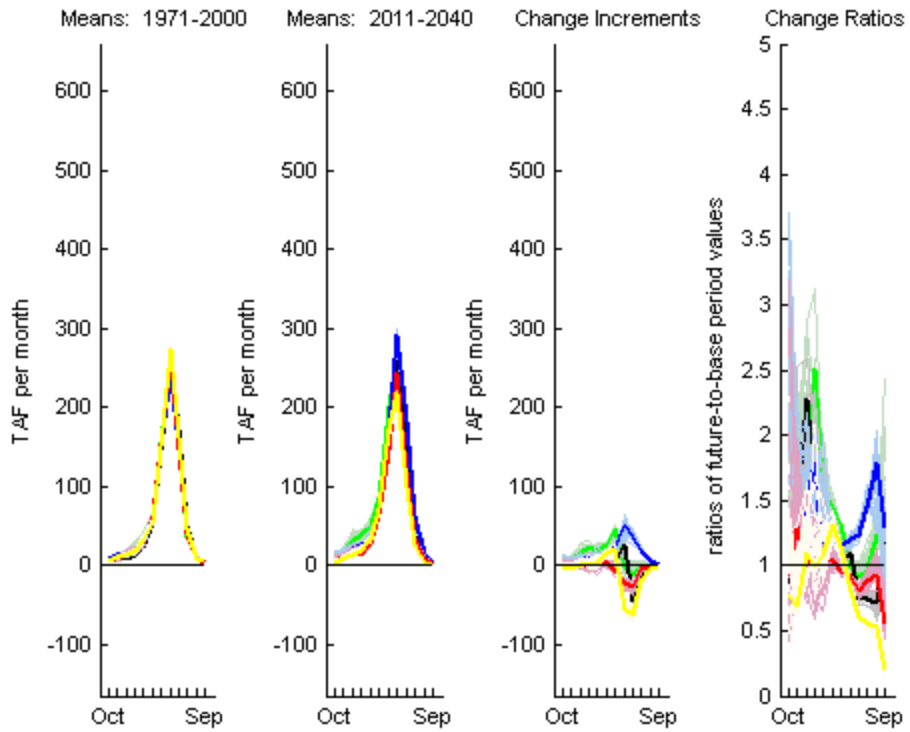 Means: 1971-2000
Means: 2011-2040
Change Increments
Change Ratios
TAF per month
600
500
400
300
200
100
0
-100
Oct
Sep
TAF per month
600
500
400
300
200
100
0
-100
Oct
Sep
TAF per month
600
500
400
300
200
100
0
-100
Oct
Sep
ratios of future-to-base period values
5
4.5
4
3.5
3
2.5
2
1.5
1
0.5
0
Oct
Sep